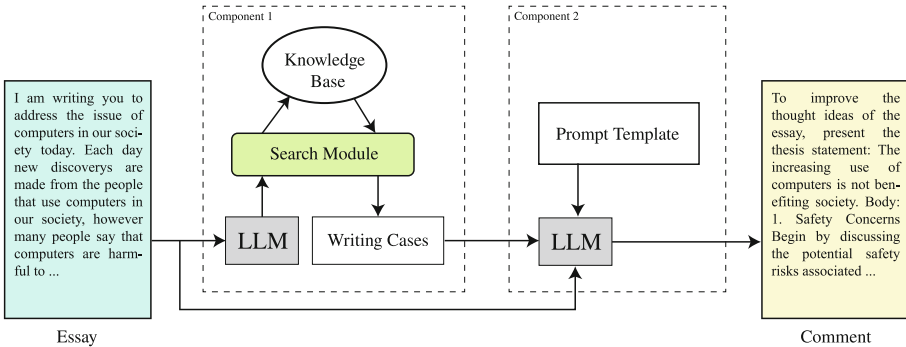 Component 1
Component 2
Knowledge
Base
I am writing you to
address the issue of
computers in our soci-
ety today. Each day
new discoverys are
made from the people
that use computers in
our society, however
many people say that
computers are harm-
ful to ...
Search Module
Prompt Template
To improve the
thought ideas of the
essay, present the
thesis statement: The
increasing use of
computers is not ben-
efiting society. Body:
1. Safety Concerns
Begin by discussing
the potential safety
risks associated ...
LLM
Writing Cases
LLM
Essay
Comment